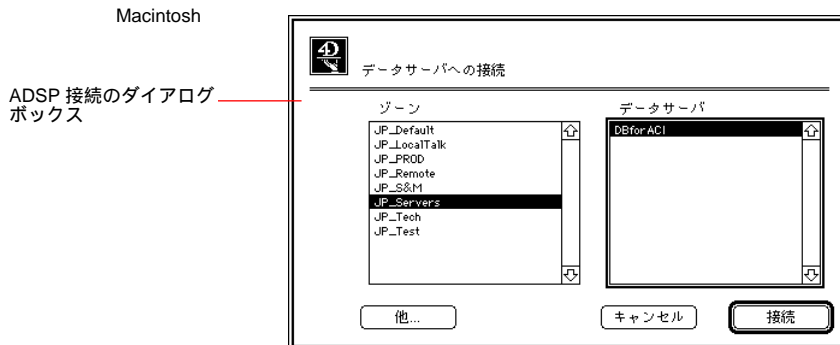 Macintosh
ADSP 接続のダイアログ
ボックス
4D
データサーバへの接続
ゾーン
JP_Default
JP_LocalTalk
JP_PROD
JP_Remote
JP_S&M
JP_Servers
JP_Tech
JP_Test
データサーバ
DBforACI
他...
キャンセル
接続